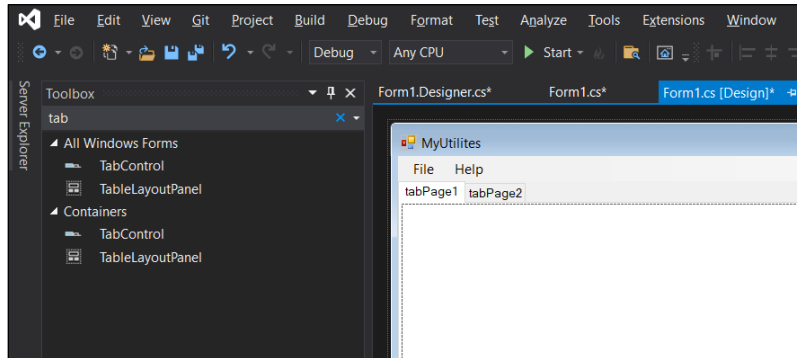 File Edit View Git Project Build Debug Format Test Analyze Tools Extensions Window
Debug Any CPU Start
Server Explorer
Toolbox
tab
All Windows Forms
TabControl
TableLayoutPanel
Containers
TabControl
TableLayoutPanel
Form1.Designer.cs* Form1.cs* Form1.cs [Design]*
MyUtilites
File Help
tabPage1 tabPage2